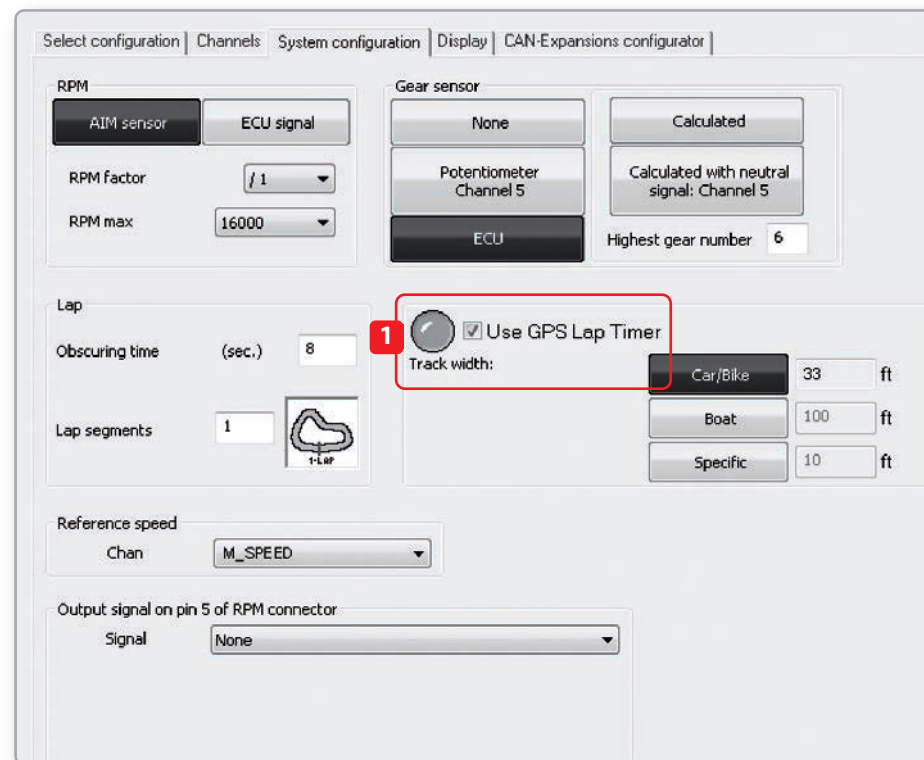 Select configuration Channels System configuration Display CAN-Expansions configurator
RPM
AIM sensor ECU signal
RPM factor / 1
RPM max 16000
Gear sensor
None
Potentiometer
Channel 5
ECU
Calculated
Calculated with neutral
signal: Channel 5
Highest gear number 6
Lap
Obscuring time (sec.) 8
Lap segments 1
1-LAP
1
Use GPS Lap Timer
Track width:
Car/Bike 33 ft
Boat 100 ft
Specific 10 ft
Reference speed
Chan M_SPEED
Output signal on pin 5 of RPM connector
Signal None